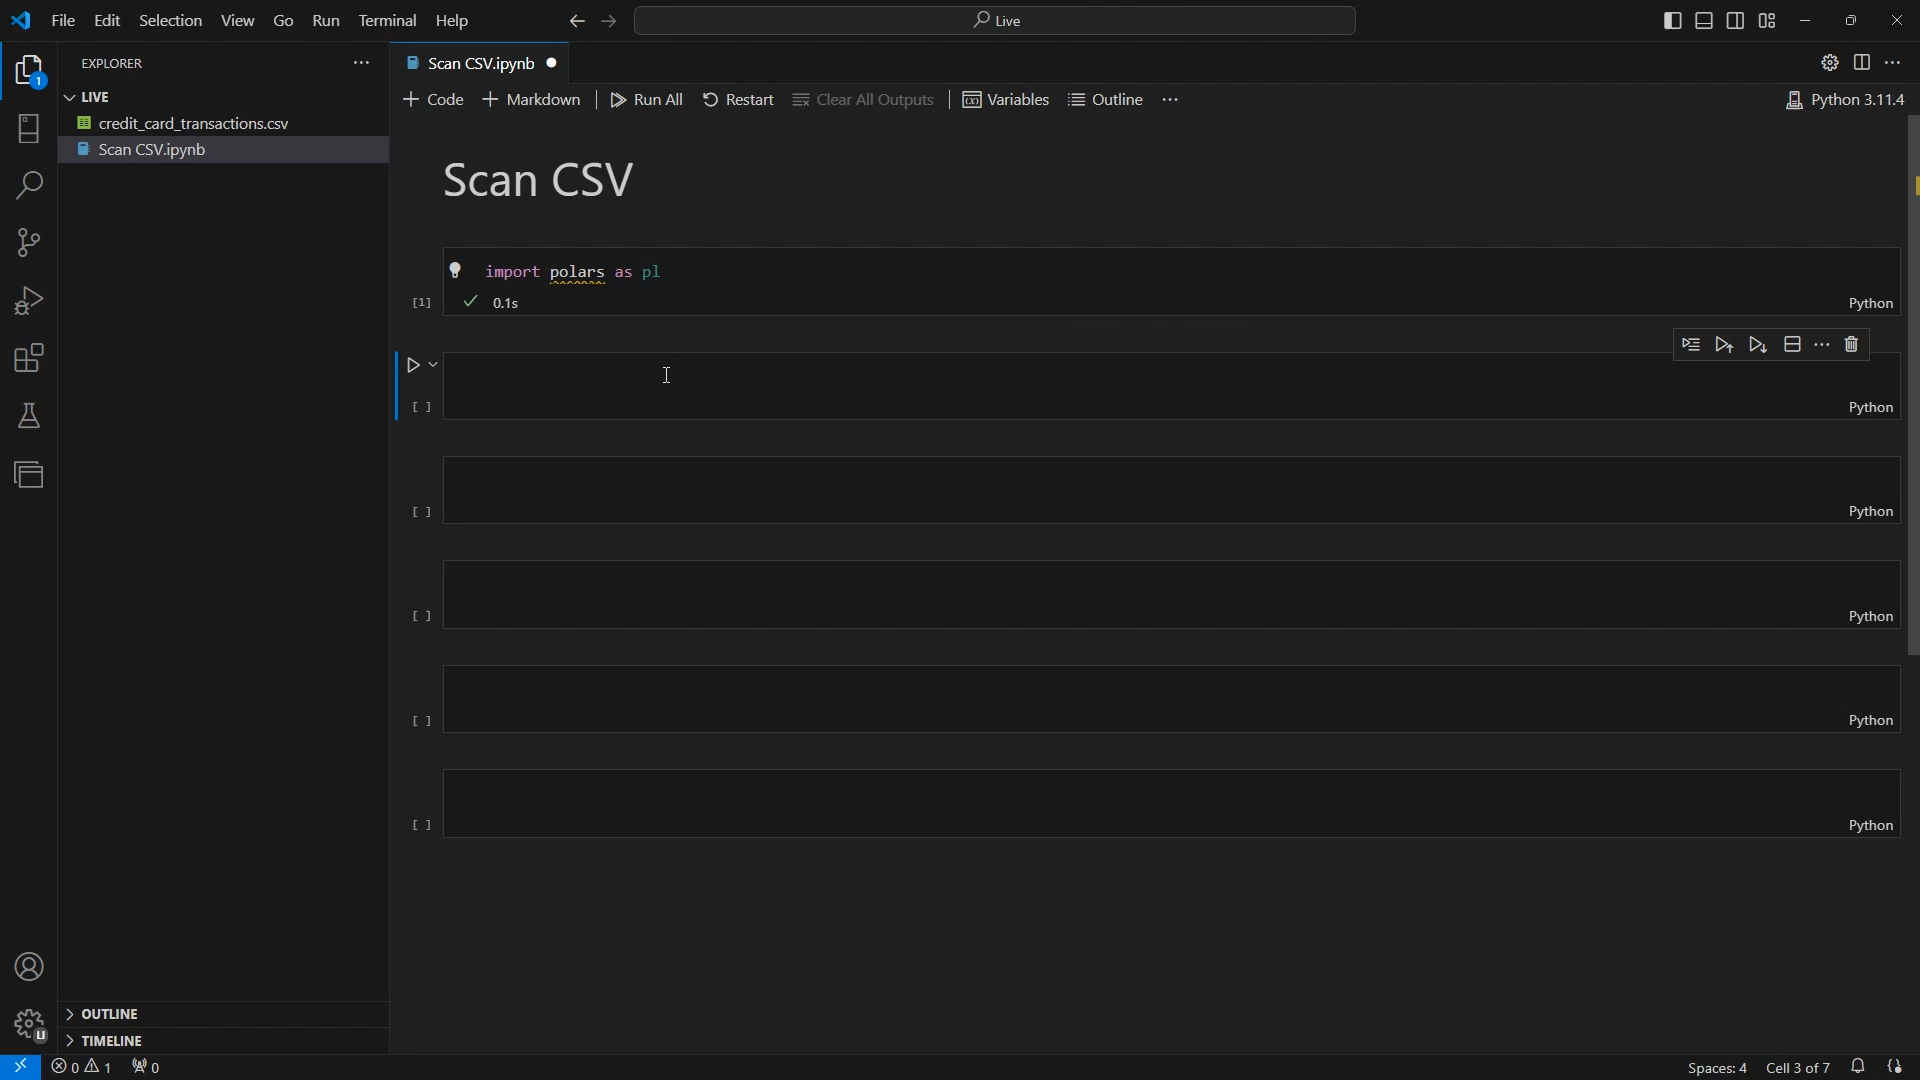 File Edit Selection View Go Run Terminal Help
Live
EXPLORER
Scan CSV.ipynb
LIVE
credit_card_transactions.csv
Scan CSV.ipynb
1
Code Markdown Run All Restart Clear All Outputs Variables Outline
Python 3.11.4
Scan CSV
import polars as pl
[1] 0.1s Python
[ ] Python
[ ] Python
[ ] Python
[ ] Python
[ ] Python
OUTLINE
TIMELINE
0 1 0
Spaces: 4 Cell 3 of 7